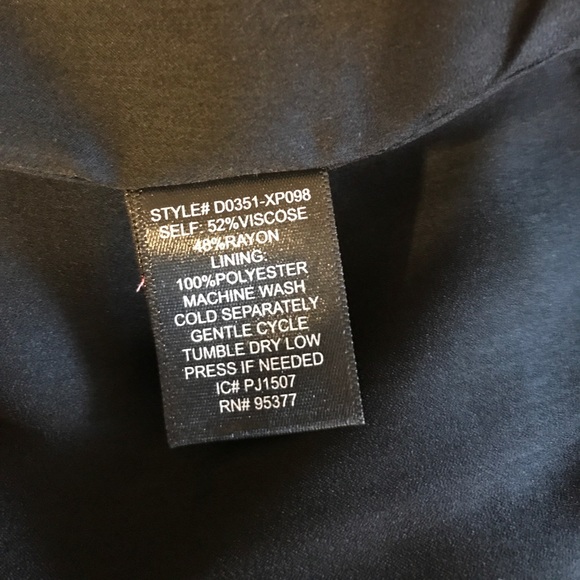 STYLE# D0351-XP098
SELF: 52%VISCOSE
48%RAYON
LINING:
100%POLYESTER
MACHINE WASH
COLD SEPARATELY
GENTLE CYCLE
TUMBLE DRY LOW
PRESS IF NEEDED
IC# PJ1507
RN# 95377